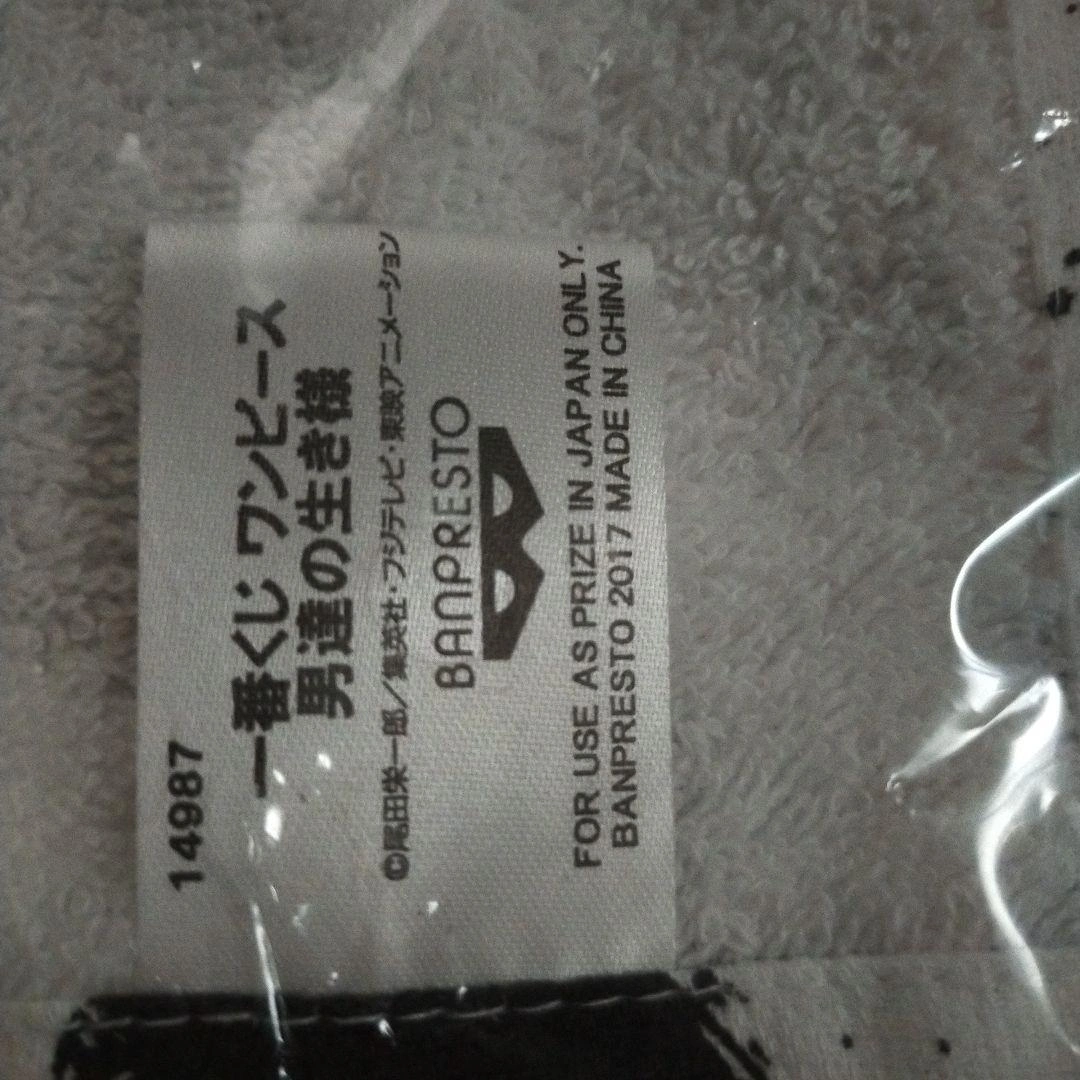 14987
一番くじ ワンピース
男達の生き様
©尾田栄一郎/集英社・フジテレビ・東映アニメーション
BANPRESTO
FOR USE AS PRIZE IN JAPAN ONLY.
BANPRESTO 2017 MADE IN CHINA